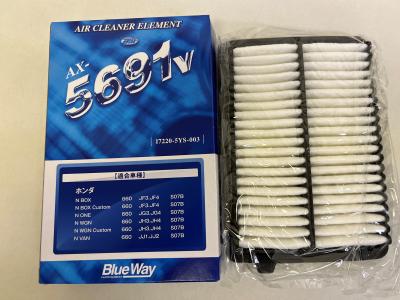 AIR CLEANER ELEMENT
AX-
5691V
17220-5YS-003
【適合車種】
ホンダ
N BOX 660 JF3.JF4 S07B
N BOX Custom 660 JF3.JF4 S07B
N ONE 660 JG3.JG4 S07B
N WGN 660 JH3.JH4 S07B
N WGN Custom 660 JH3.JH4 S07B
N VAN 660 JJ1.JJ2 S07B
Blue Way